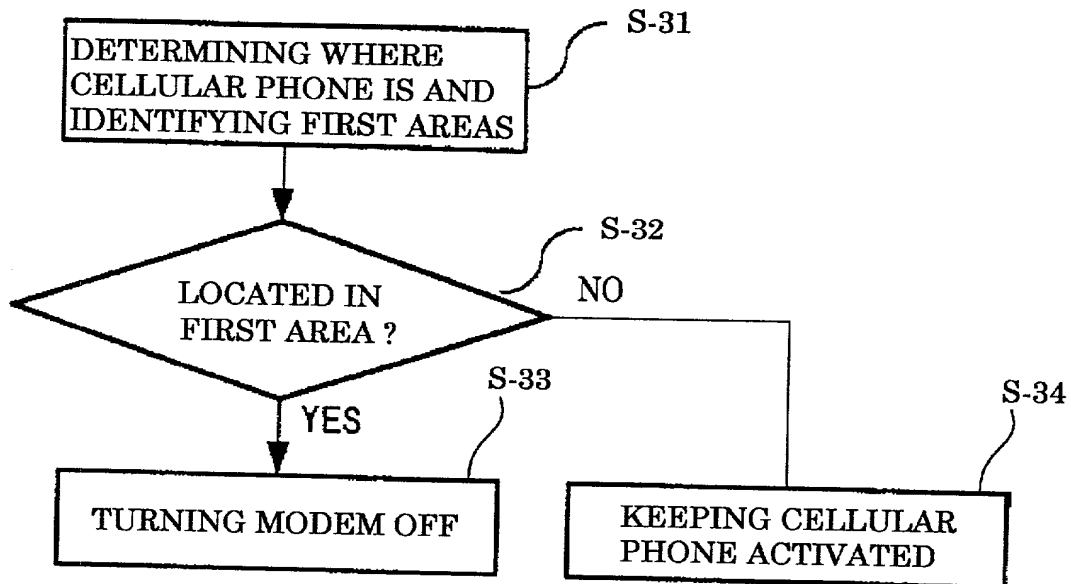 S-31
DETERMINING WHERE
CELLULAR PHONE IS AND
IDENTIFYING FIRST AREAS
S-32
LOCATED IN
FIRST AREA ?
NO
YES
S-33
S-34
TURNING MODEM OFF
KEEPING CELLULAR
PHONE ACTIVATED